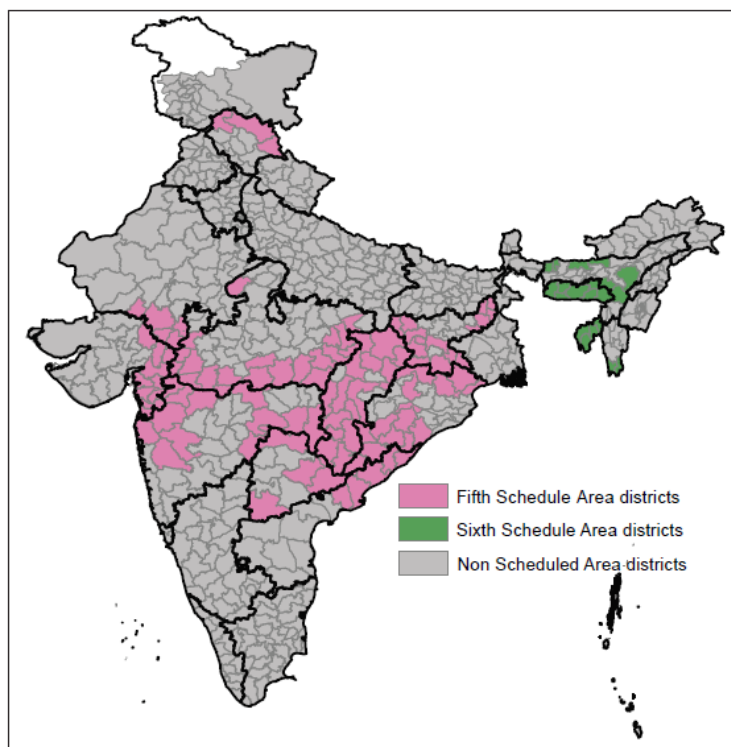 Fifth Schedule Area districts
Sixth Schedule Area districts
Non Scheduled Area districts